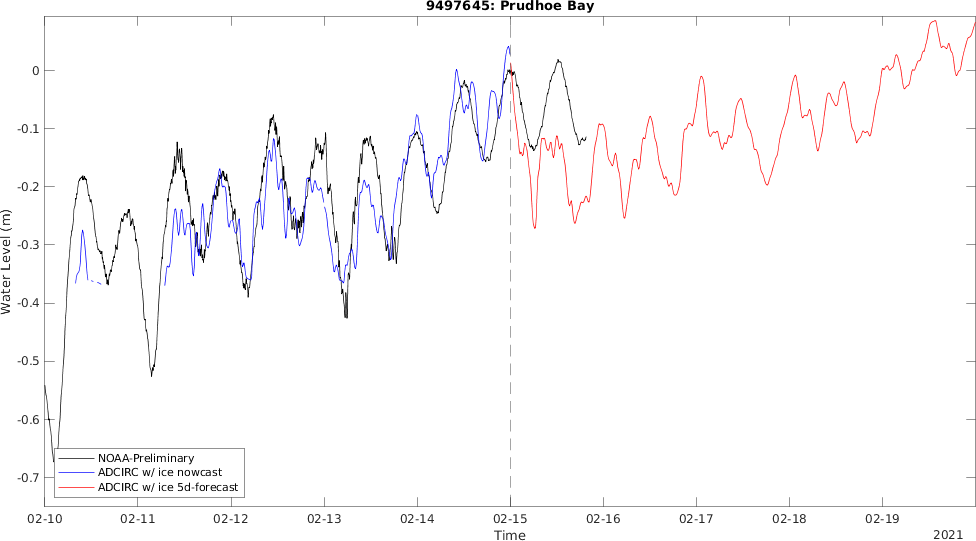 9497645: Prudhoe Bay
Water Level (m)
0
-0.1
-0.2
-0.3
-0.4
-0.5
-0.6
-0.7
NOAA-Preliminary
ADCIRC w/ ice nowcast
ADCIRC w/ ice 5d-forecast
02-10 02-11 02-12 02-13 02-14 02-15 02-16 02-17 02-18 02-19
Time
2021